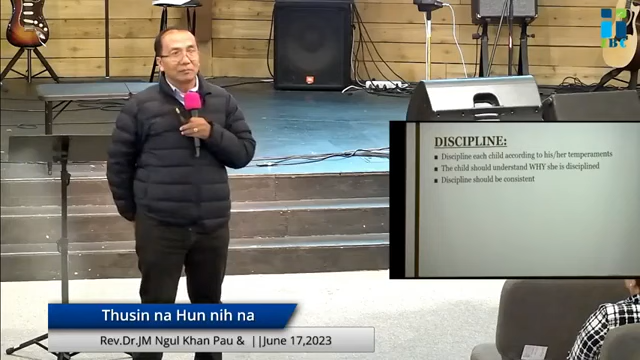 DISCIPLINE:
Discipline each child according to his/her temperaments
The child should understand WHY she is disciplined
Discipline should be consistent
Thusin na Hun nih na
Rev.Dr.JM Ngul Khan Pau & ||June 17,2023
JBL